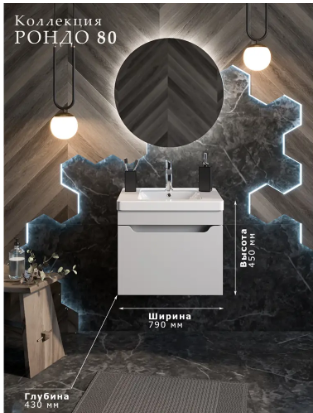 Коллекция
РОНДО 80
Высота
450 мм
Ширина
790 мм
Глубина
430 мм